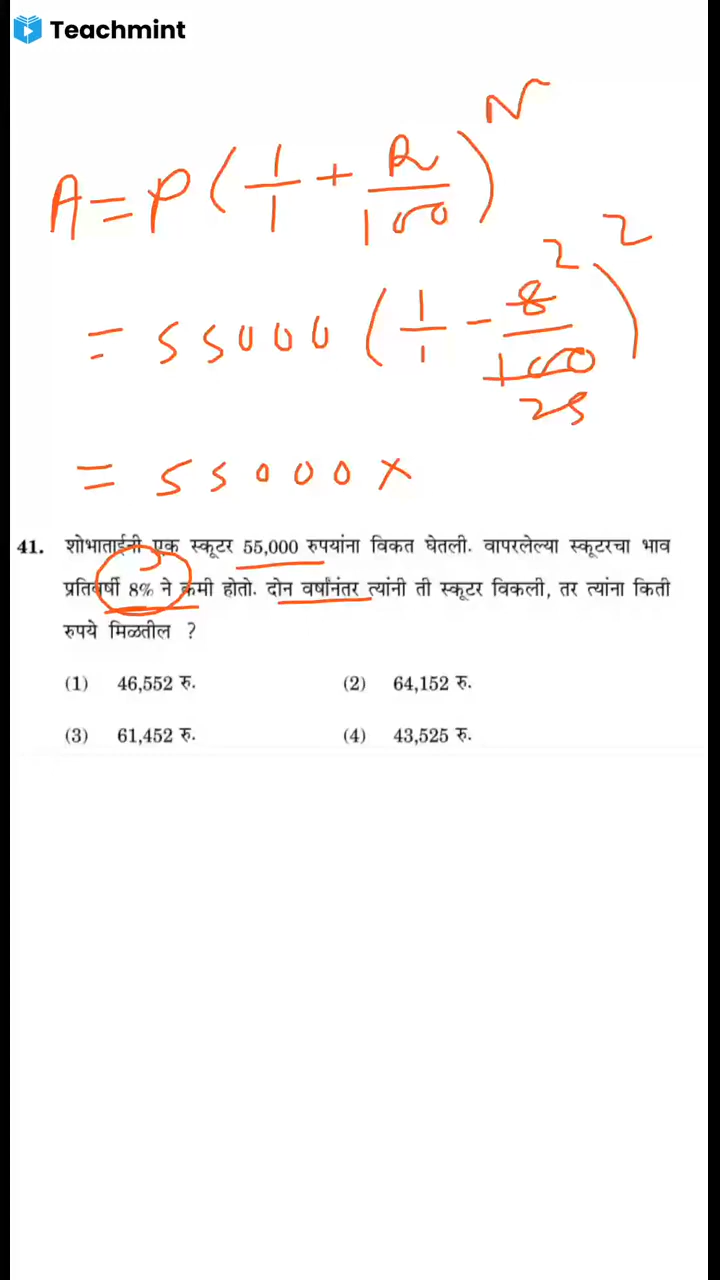 Teachmint
A = P ( 1/1 + R/100 )^N
= 55000 ( 1/1 - 8/100 )^2
2
25
= 55000 ×
41. शोभाताईनी एक स्कूटर 55,000 रुपयांना विकत घेतली. वापरलेल्या स्कूटरचा भाव
प्रतिवर्षी 8% ने कमी होतो. दोन वर्षांनंतर त्यांनी ती स्कूटर विकली, तर त्यांना किती
रुपये मिळतील ?
(1) 46,552 रु. (2) 64,152 रु.
(3) 61,452 रु. (4) 43,525 रु.